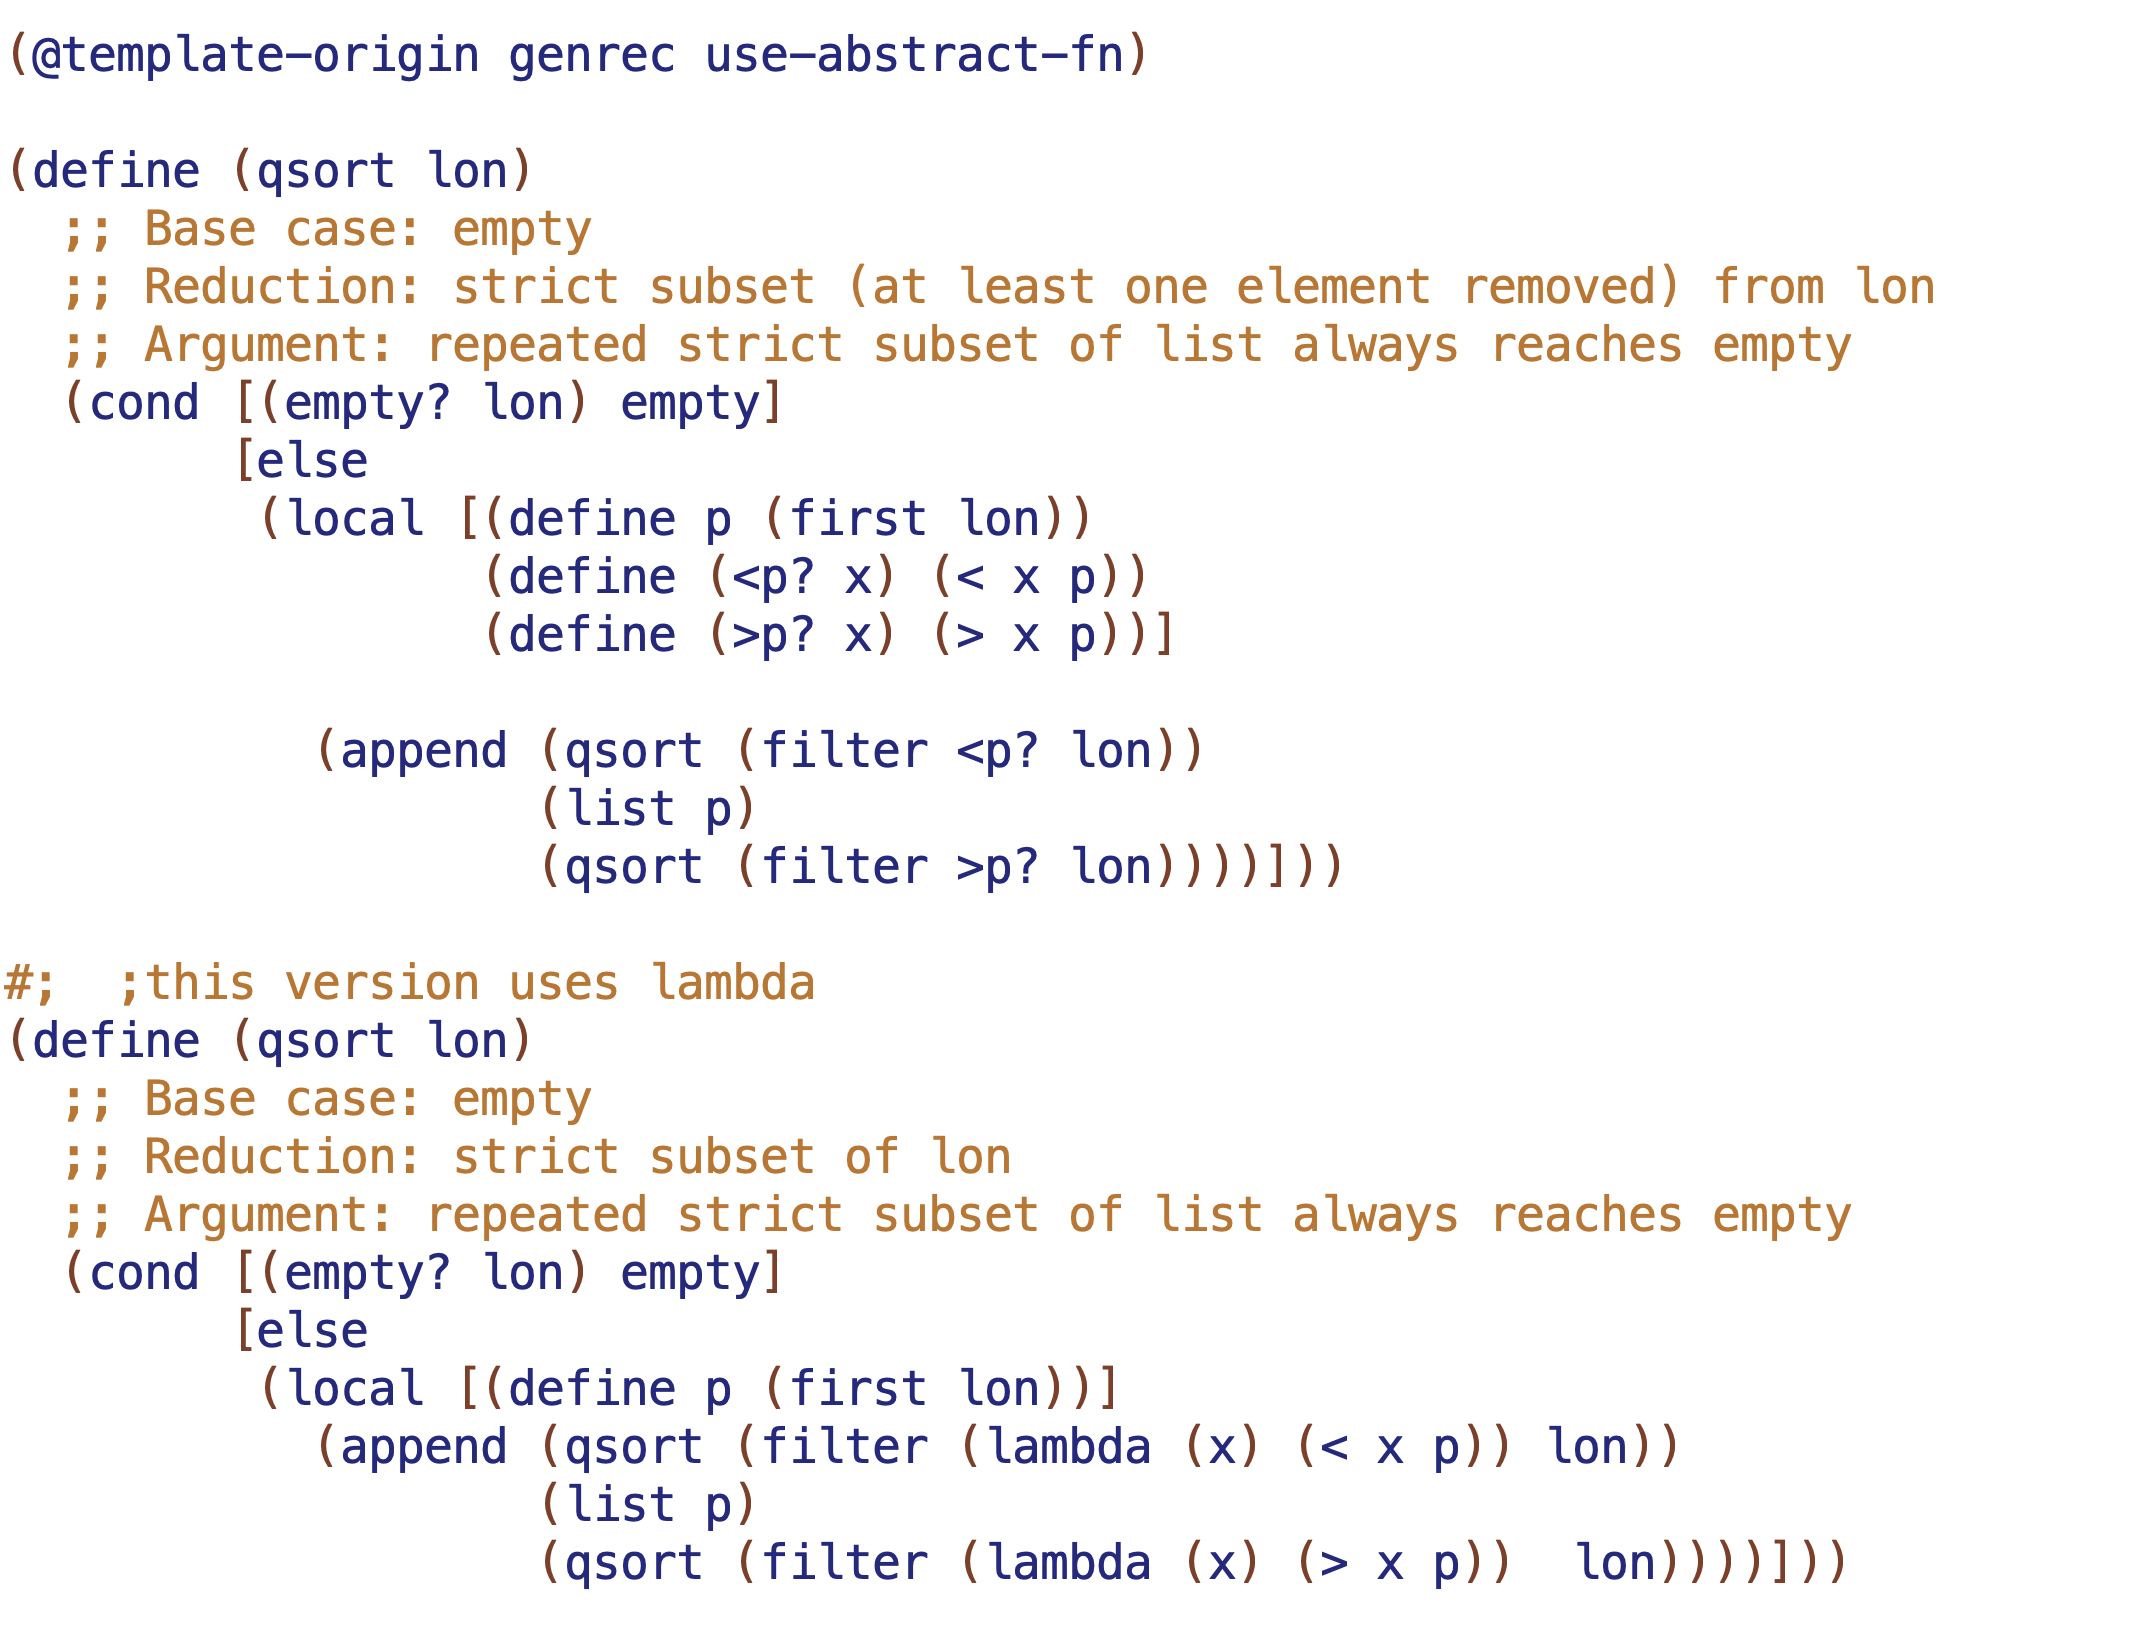 (@template-origin genrec use-abstract-fn)

(define (qsort lon)
  ;; Base case: empty
  ;; Reduction: strict subset (at least one element removed) from lon
  ;; Argument: repeated strict subset of list always reaches empty
  (cond [(empty? lon) empty]
        [else
         (local [(define p (first lon))
                 (define (<p? x) (< x p))
                 (define (>p? x) (> x p))]

           (append (qsort (filter <p? lon))
                   (list p)
                   (qsort (filter >p? lon))))]))

#;  ;this version uses lambda
(define (qsort lon)
  ;; Base case: empty
  ;; Reduction: strict subset of lon
  ;; Argument: repeated strict subset of list always reaches empty
  (cond [(empty? lon) empty]
        [else
         (local [(define p (first lon))]
           (append (qsort (filter (lambda (x) (< x p)) lon))
                   (list p)
                   (qsort (filter (lambda (x) (> x p))  lon))))]))